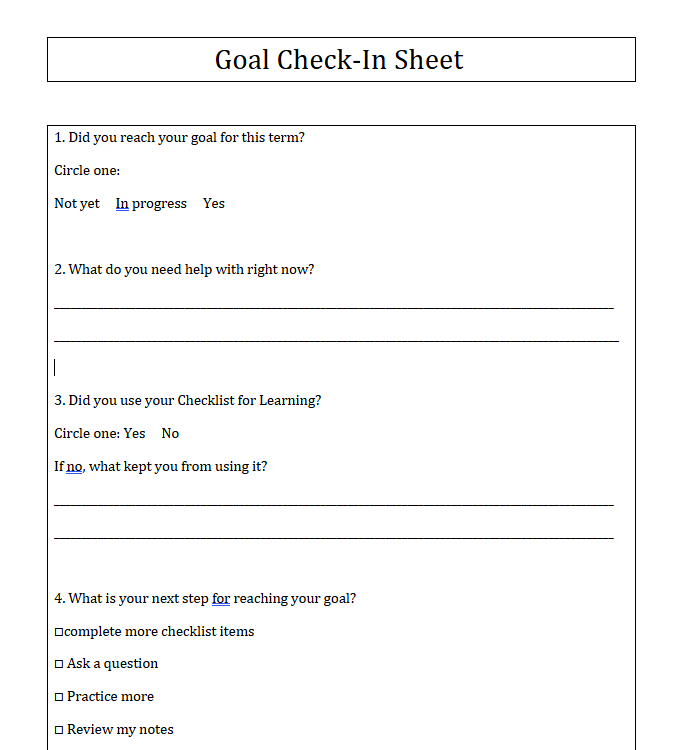 Goal Check-In Sheet
1. Did you reach your goal for this term?
Circle one:
Not yet In progress Yes
2. What do you need help with right now?
3. Did you use your Checklist for Learning?
Circle one: Yes No
If no, what kept you from using it?
4. What is your next step for reaching your goal?
☐complete more checklist items
☐ Ask a question
☐ Practice more
☐ Review my notes